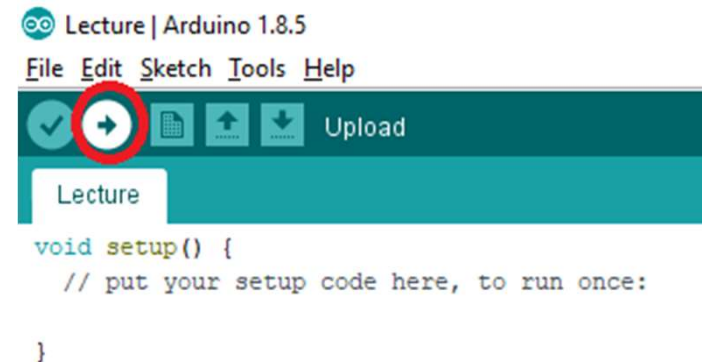 Lecture | Arduino 1.8.5
File Edit Sketch Tools Help
Upload
Lecture
void setup() {
  // put your setup code here, to run once:
}